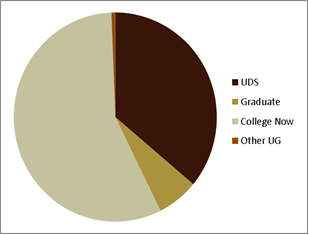 UDS
Graduate
College Now
Other UG